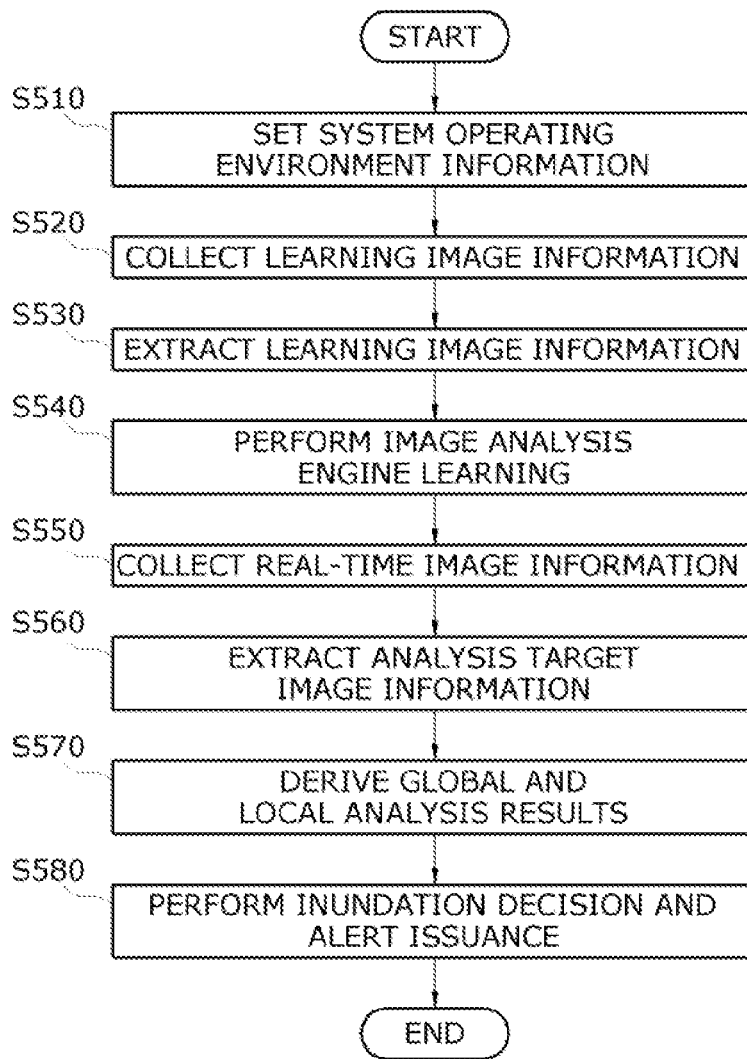 START
S510
SET SYSTEM OPERATING
ENVIRONMENT INFORMATION
S520
COLLECT LEARNING IMAGE INFORMATION
S530
EXTRACT LEARNING IMAGE INFORMATION
S540
PERFORM IMAGE ANALYSIS
ENGINE LEARNING
S550
COLLECT REAL-TIME IMAGE INFORMATION
S560
EXTRACT ANALYSIS TARGET
IMAGE INFORMATION
S570
DERIVE GLOBAL AND
LOCAL ANALYSIS RESULTS
S580
PERFORM INUNDATION DECISION AND
ALERT ISSUANCE
END